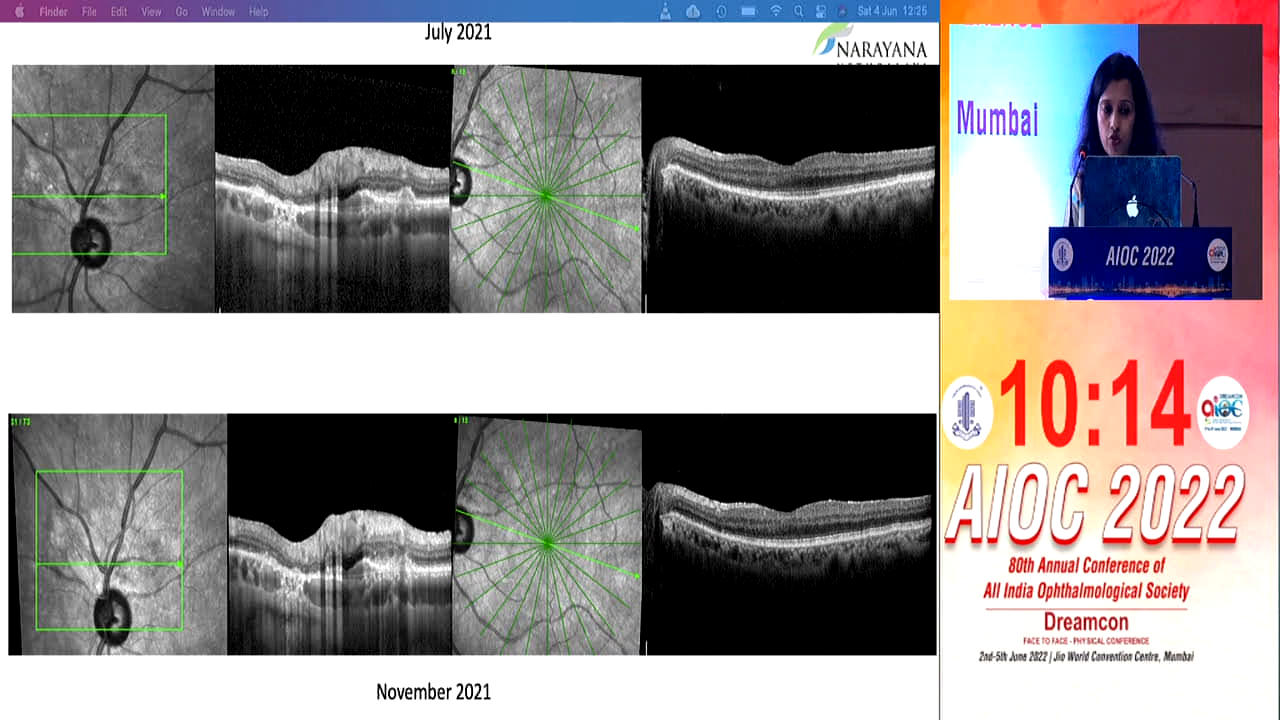 Finder File Edit View Go Window Help
Sat 4 Jun 12:25
July 2021
NARAYANA
Mumbai
AIOC 2022
10:14
AIOC 2022
80th Annual Conference of
All India Ophthalmological Society
Dreamcon
FACE TO FACE - PHYSICAL CONFERENCE
2nd-5th June 2022 | Jio World Convention Centre, Mumbai
November 2021